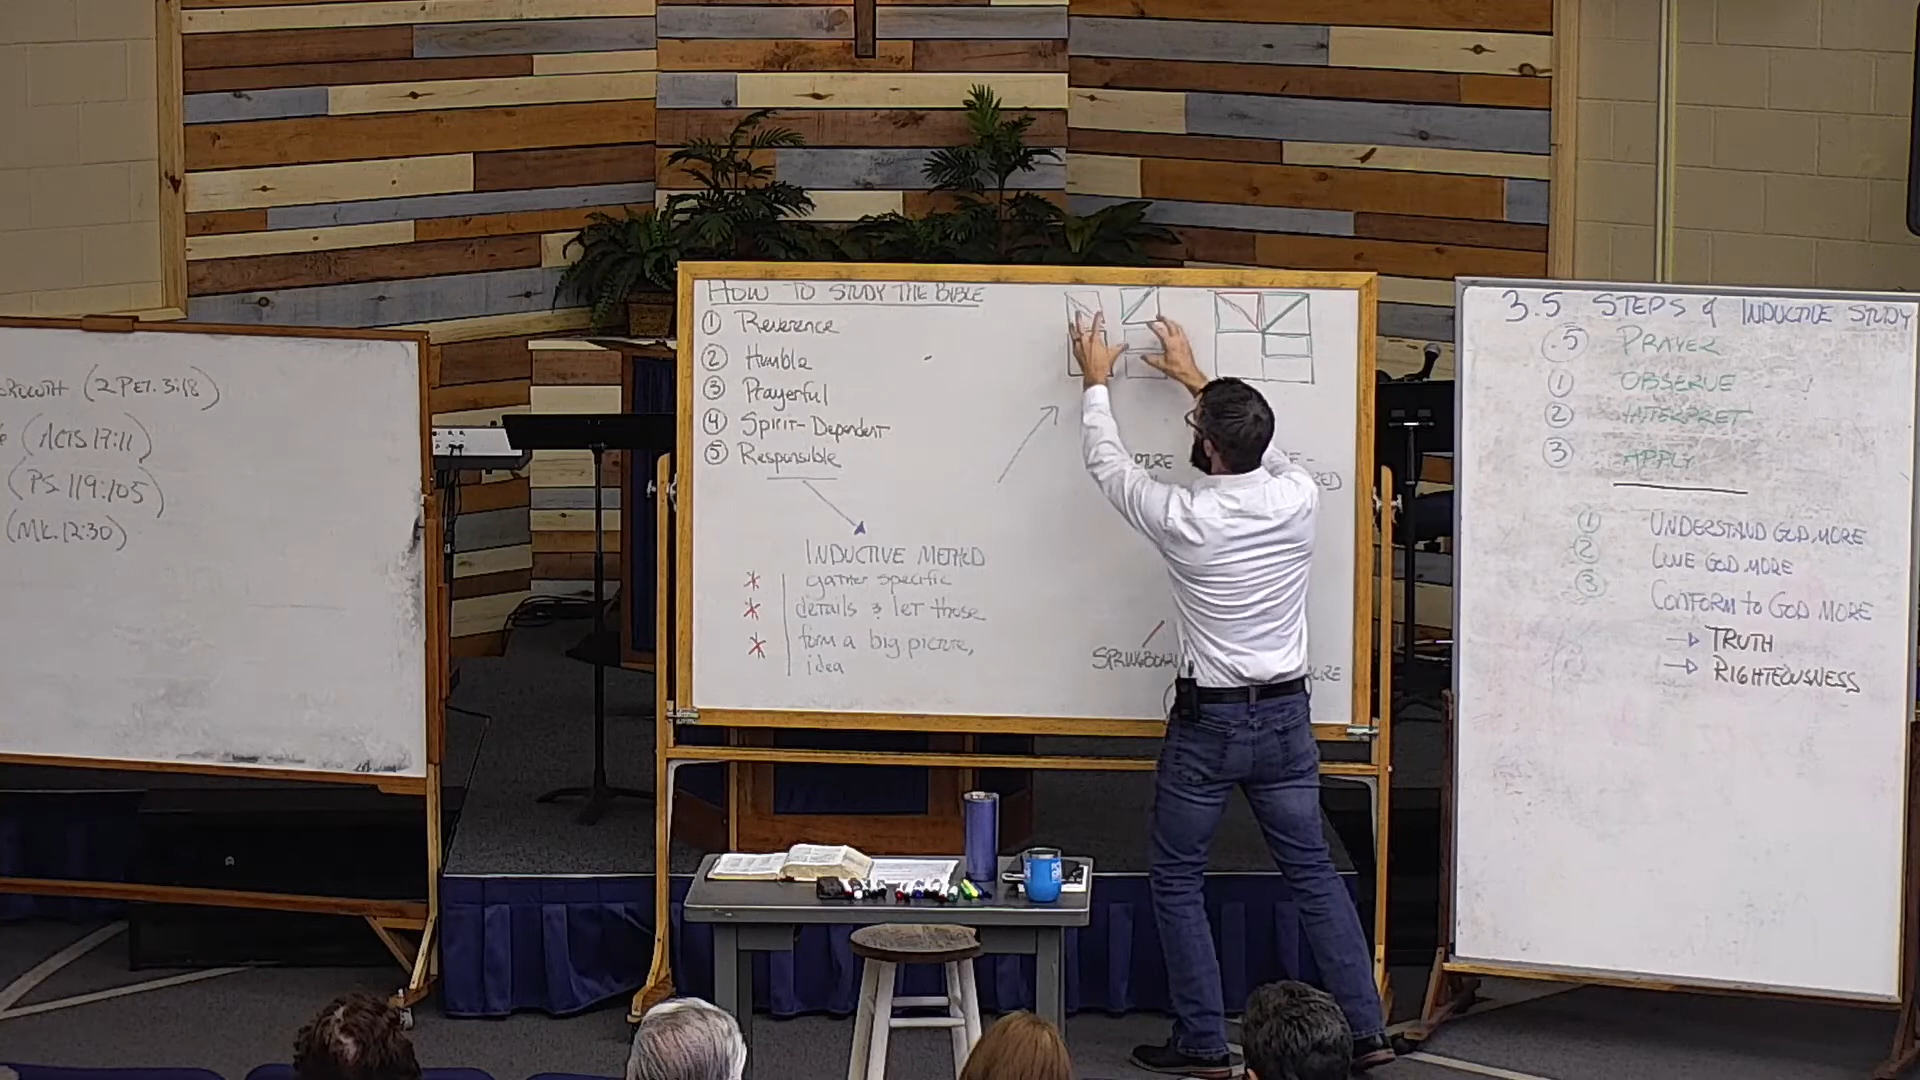 (2 PET. 3:18)
(ACTS 17:11)
(PS. 119:105)
(MK. 12:30)
HOW TO STUDY THE BIBLE
① Reverence
② Humble
③ Prayerful
④ Spirit-Dependent
⑤ Responsible
INDUCTIVE METHOD
* gather specific
* details & let those
* form a big picture,
idea
SPRINGBOARD
3.5 STEPS of INDUCTIVE STUDY
.5 PRAYER
① OBSERVE
② INTERPRET
③ APPLY
① UNDERSTAND GOD MORE
② LOVE GOD MORE
③ CONFORM to GOD MORE
→ TRUTH
→ RIGHTEOUSNESS